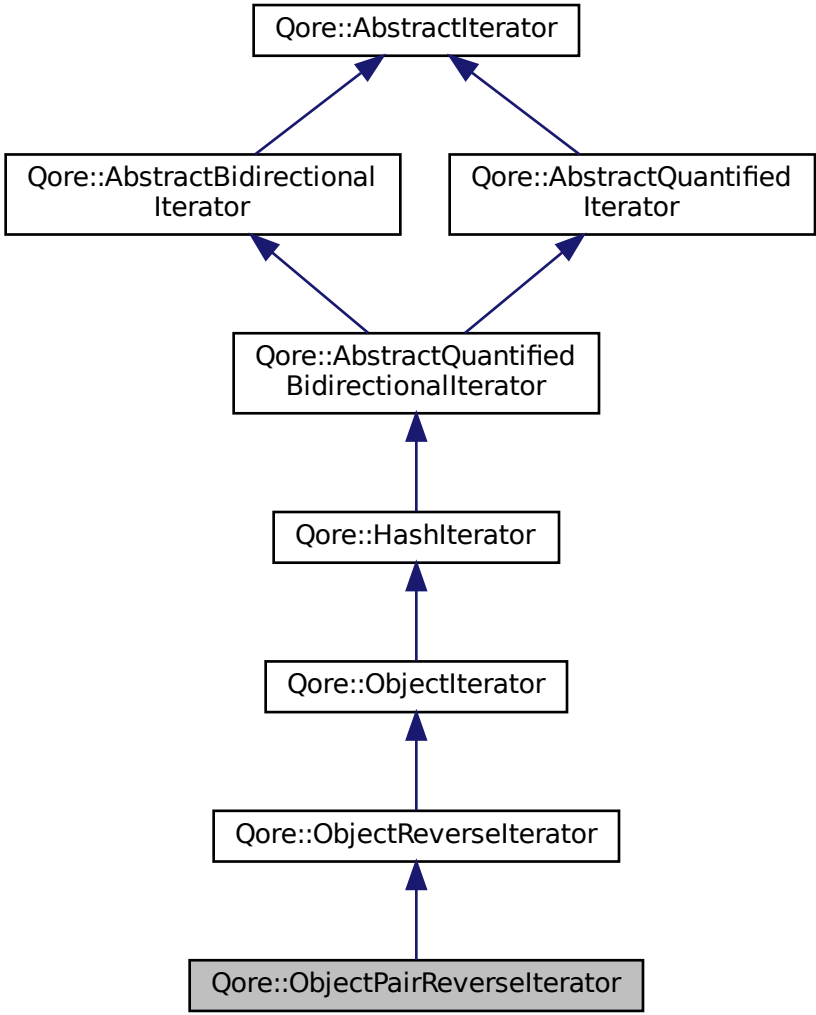 Qore::AbstractIterator
Qore::AbstractBidirectional
Iterator
Qore::AbstractQuantified
Iterator
Qore::AbstractQuantified
BidirectionalIterator
Qore::HashIterator
Qore::ObjectIterator
Qore::ObjectReverseIterator
Qore::ObjectPairReverseIterator